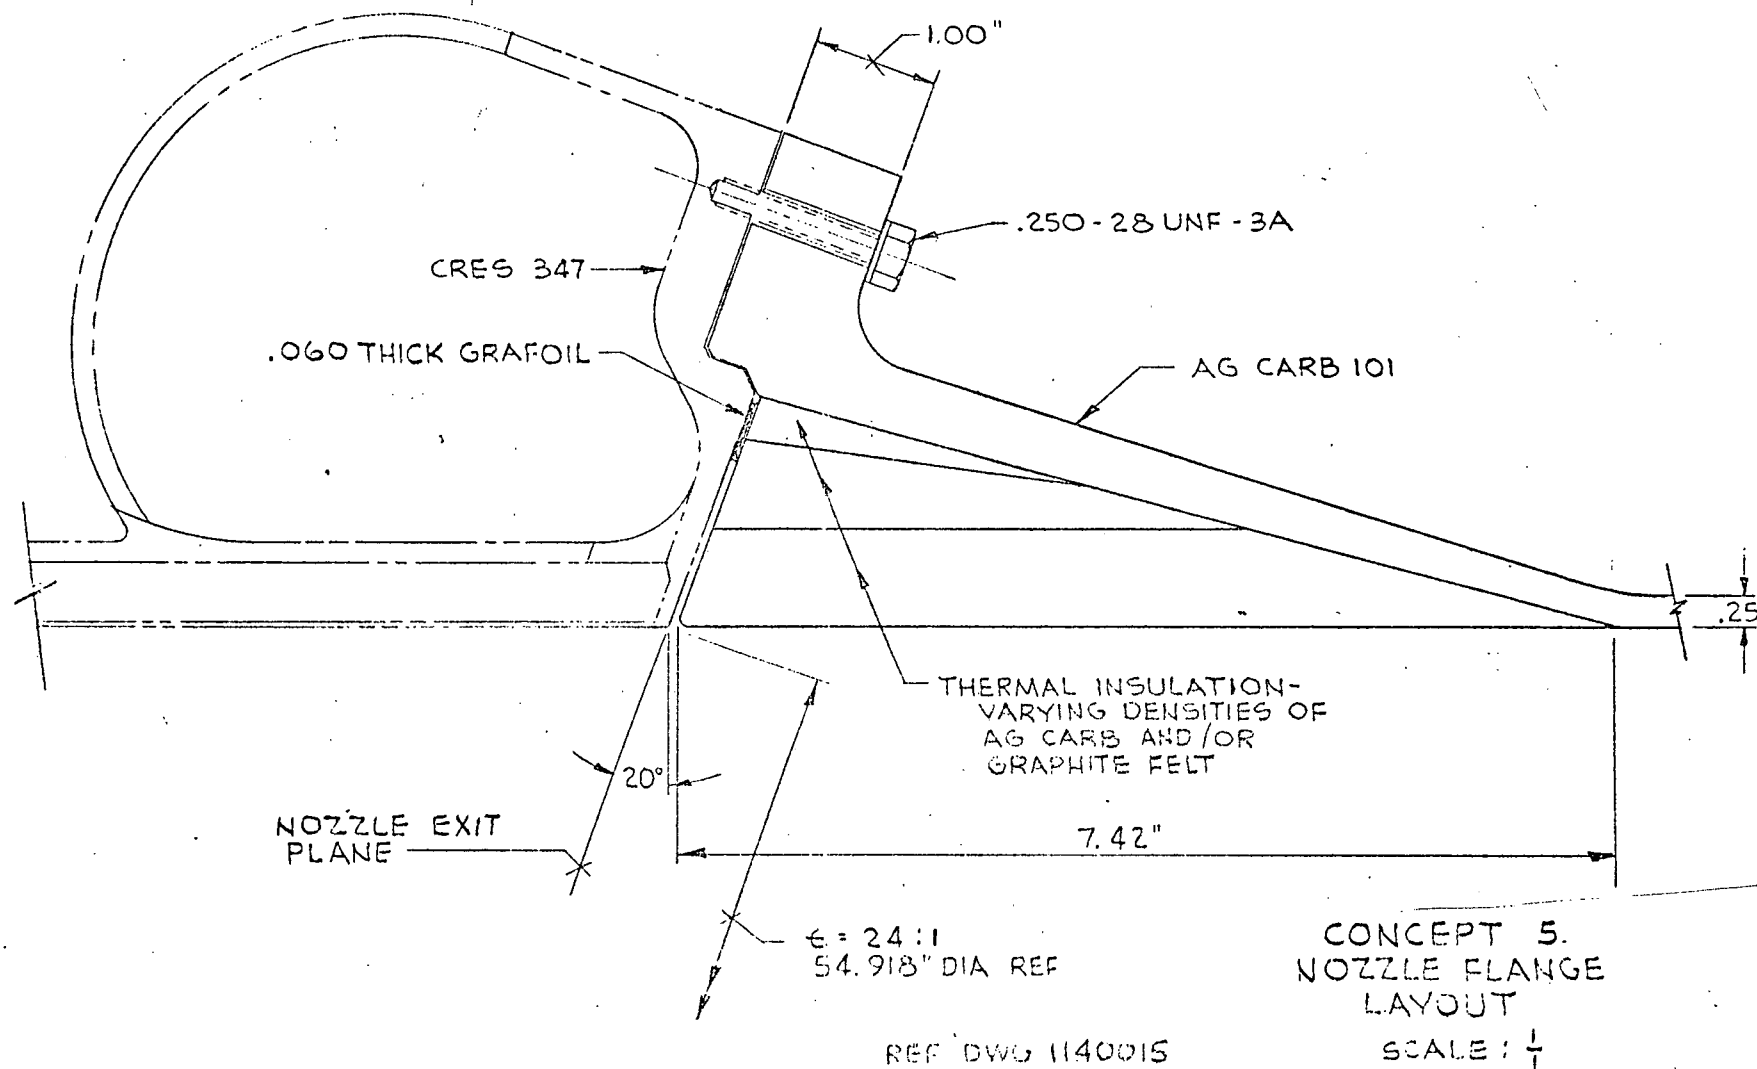 1.00"
.250-28 UNF-3A
CRES 347
.060 THICK GRAFOIL
AG CARB 101
.25
THERMAL INSULATION-
VARYING DENSITIES OF
AG CARB AND/OR
GRAPHITE FELT
20°
NOZZLE EXIT
PLANE
7.42"
ϵ = 24:1
54.918" DIA REF
CONCEPT 5.
NOZZLE FLANGE
LAYOUT
SCALE: 1/1
REF DWG 1140015